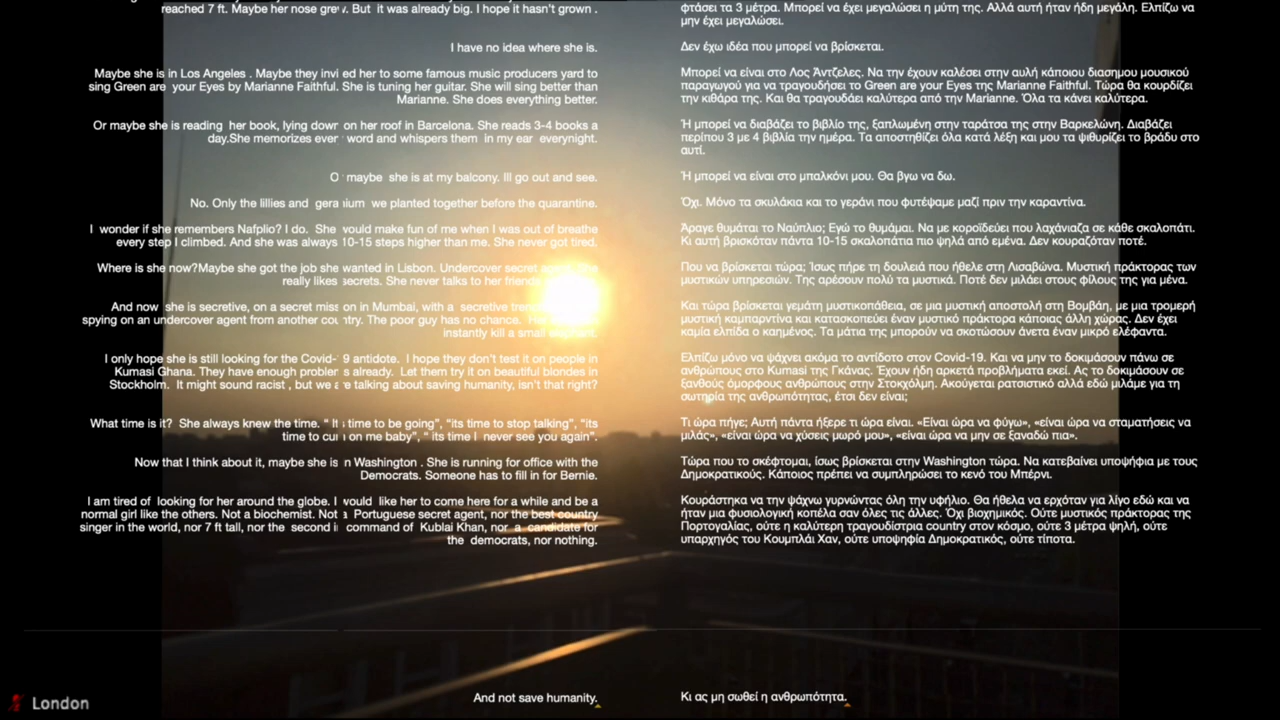 reached 7 ft. Maybe her nose grew. But it was already big. I hope it hasn't grown .
I have no idea where she is.
Maybe she is in Los Angeles . Maybe they invi ed her to some famous music producers yard to
sing Green are your Eyes by Marianne Faithful. She is tuning her guitar. She will sing better than
Marianne. She does everything better.
Or maybe she is reading her book, lying down on her roof in Barcelona. She reads 3-4 books a
day.She memorizes ever word and whispers them in my ear everynight.
O maybe she is at my balcony. Ill go out and see.
No. Only the lillies and gera ium we planted together before the quarantine.
I wonder if she remembers Nafplio? I do. She would make fun of me when I was out of breathe
every step I climbed. And she was always 10-15 steps higher than me. She never got tired.
Where is she now?Maybe she got the job she wanted in Lisbon. Undercover secret
really likes secrets. She never talks to her friends
And now she is secretive, on a secret miss on in Mumbai, with a secretive
spying on an undercover agent from another cou ntry. The poor guy has no chance.
instantly kill a small
I only hope she is still looking for the Covid- 9 antidote. I hope they don't test it on people in
Kumasi Ghana. They have enough problem s already. Let them try it on beautiful blondes in
Stockholm. It might sound racist , but we are talking about saving humanity, isn't that right?
What time is it? She always knew the time. " It i time to be going", "its time to stop talking", "its
time to cum on me baby", " its time I never see you again".
Now that I think about it, maybe she is in Washington . She is running for office with the
Democrats. Someone has to fill in for Bernie.
I am tired of looking for her around the globe. I would like her to come here for a while and be a
normal girl like the others. Not a biochemist. Not a Portuguese secret agent, nor the best country
singer in the world, nor 7 ft tall, nor the second i command of Kublai Khan, nor a candidate for
the democrats, nor nothing.
And not save humanity.
φτάσει τα 3 μέτρα. Μπορεί να έχει μεγαλώσει η μύτη της. Αλλά αυτή ήταν ήδη μεγάλη. Ελπίζω να
μην έχει μεγαλώσει.
Δεν έχω ιδέα που μπορεί να βρίσκεται.
Μπορεί να είναι στο Λος Άντζελες. Να την έχουν καλέσει στην αυλή κάποιου διασημου μουσικού
παραγωγού για να τραγουδήσει το Green are your Eyes της Marianne Faithful. Τώρα θα κουρδίζει
την κιθάρα της. Και θα τραγουδάει καλύτερα από την Marianne. Όλα τα κάνει καλύτερα.
Ή μπορεί να διαβάζει το βιβλίο της, ξαπλωμένη στην ταράτσα της στην Βαρκελώνη. Διαβάζει
περίπου 3 με 4 βιβλία την ημέρα. Τα αποστηθίζει όλα κατά λέξη και μου τα ψιθυρίζει το βράδυ στο
αυτί.
Ή μπορεί να είναι στο μπαλκόνι μου. Θα βγω να δω.
Όχι. Μόνο τα σκυλάκια και το γεράνι που φυτέψαμε μαζί πριν την καραντίνα.
Άραγε θυμάται το Ναύπλιο; Εγώ το θυμάμαι. Να με κοροϊδεύει που λαχάνιαζα σε κάθε σκαλοπάτι.
Κι αυτή βρισκόταν πάντα 10-15 σκαλοπάτια πιο ψηλά από εμένα. Δεν κουραζόταν ποτέ.
Που να βρίσκεται τώρα; Ίσως πήρε τη δουλειά που ήθελε στη Λισαβώνα. Μυστική πράκτορας των
μυστικών υπηρεσιών. Της αρέσουν πολύ τα μυστικά. Ποτέ δεν μιλάει στους φίλους της για μένα.
Και τώρα βρίσκεται γεμάτη μυστικοπάθεια, σε μια μυστική αποστολή στη Βομβάη, με μια τρομερή
μυστική καμπαρντίνα και κατασκοπεύει έναν μυστικό πράκτορα κάποιας άλλη χώρας. Δεν έχει
καμία ελπίδα ο καημένος. Τα μάτια της μπορούν να σκοτώσουν άνετα έναν μικρό ελέφαντα.
Ελπίζω μόνο να ψάχνει ακόμα το αντίδοτο στον Covid-19. Και να μην το δοκιμάσουν πάνω σε
ανθρώπους στο Kumasi της Γκάνας. Έχουν ήδη αρκετά προβλήματα εκεί. Ας το δοκιμάσουν σε
ξανθούς όμορφους ανθρώπους στην Στοκχόλμη. Ακούγεται ρατσιστικό αλλά εδώ μιλάμε για τη
σωτηρία της ανθρωπότητας, έτσι δεν είναι;
Τι ώρα πήγε; Αυτή πάντα ήξερε τι ώρα είναι. «Είναι ώρα να φύγω», «είναι ώρα να σταματήσεις να
μιλάς», «είναι ώρα να χύσεις μωρό μου», «είναι ώρα να μην σε ξαναδώ πια».
Τώρα που το σκέφτομαι, ίσως βρίσκεται στην Washington τώρα. Να κατεβαίνει υποψήφια με τους
Δημοκρατικούς. Κάποιος πρέπει να συμπληρώσει το κενό του Μπέρνι.
Κουράστηκα να την ψάχνω γυρνώντας όλη την υφήλιο. Θα ήθελα να ερχόταν για λίγο εδώ και να
ήταν μια φυσιολογική κοπέλα σαν όλες τις άλλες. Όχι βιοχημικός. Ούτε μυστικός πράκτορας της
Πορτογαλίας, ούτε η καλύτερη τραγουδίστρια country στον κόσμο, ούτε 3 μέτρα ψηλή, ούτε
υπαρχηγός του Κουμπλάι Χαν, ούτε υποψηφία Δημοκρατικός, ούτε τίποτα.
Κι ας μη σωθεί η ανθρωπότητα.
London